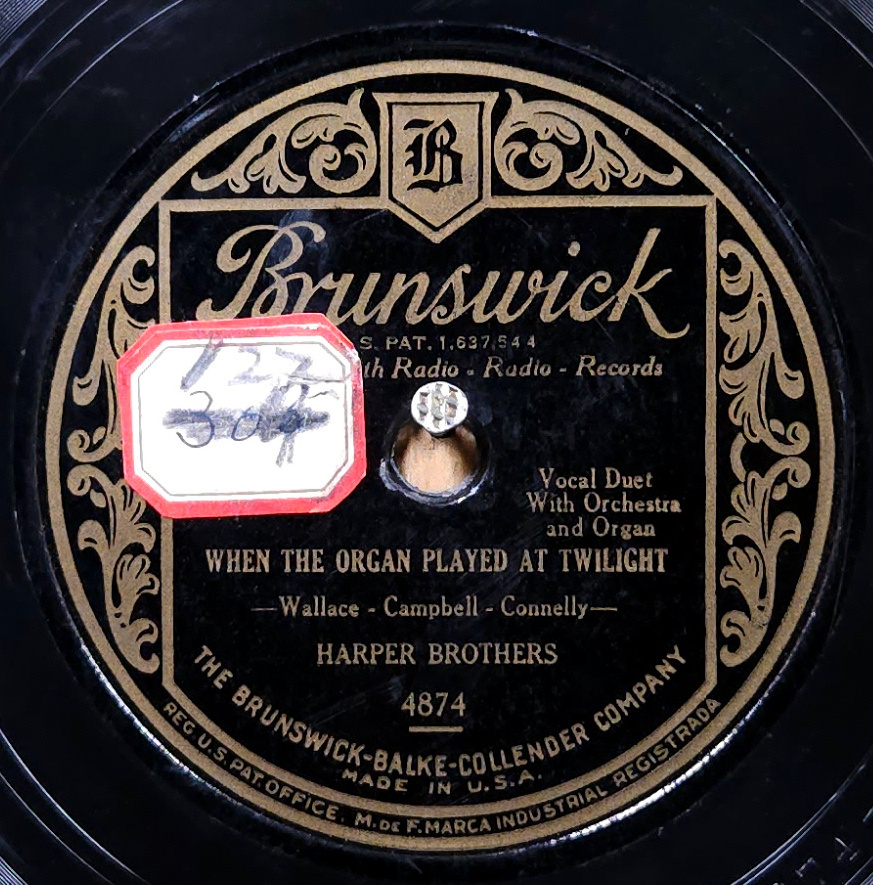 B
Brunswick
S. PAT. 1,637,544
th Radio - Radio - Records
122
309
Vocal Duet
With Orchestra
and Organ
WHEN THE ORGAN PLAYED AT TWILIGHT
—Wallace - Campbell - Connelly—
HARPER BROTHERS
4874
THE BRUNSWICK-BALKE-COLLENDER COMPANY
MADE IN U.S.A.
REG. U.S. PAT. OFFICE. M. DE F. MARCA INDUSTRIAL REGISTRADA